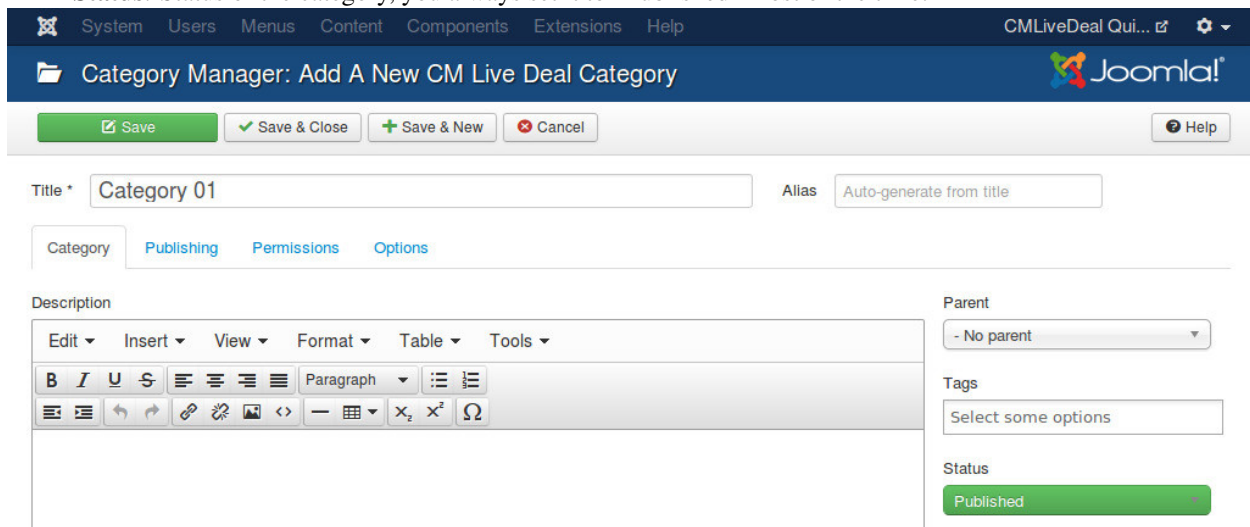 System Users Menus Content Components Extensions Help CMLiveDeal Qui...
Category Manager: Add A New CM Live Deal Category Joomla!
Save Save & Close Save & New Cancel Help
Title * Category 01 Alias Auto-generate from title
Category Publishing Permissions Options
Description Parent
Edit Insert View Format Table Tools - No parent
B I U S Paragraph
Tags
x₂ x² Ω Select some options
Status
Published